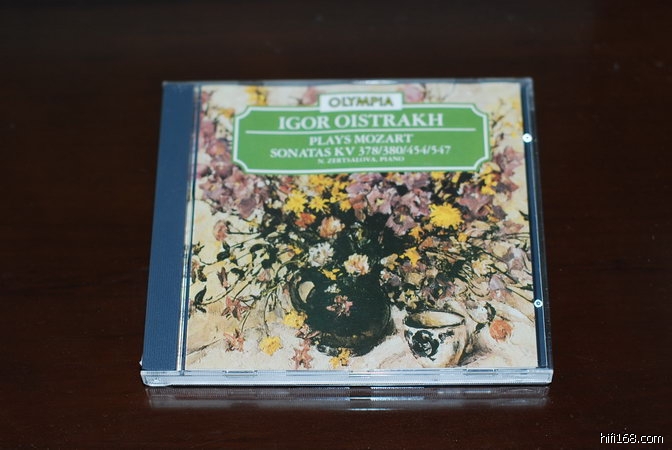 OLYMPIA
IGOR OISTRAKH
PLAYS MOZART
SONATAS KV 378/380/454/547
N. ZERTSALOVA, PIANO
hifi168.com